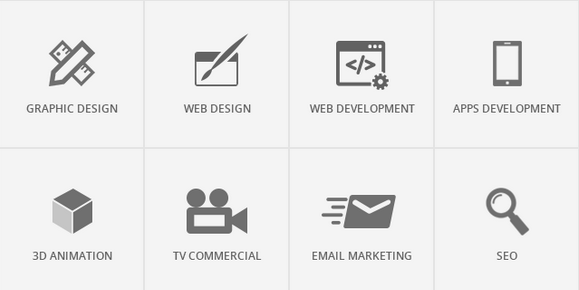 GRAPHIC DESIGN
WEB DESIGN
WEB DEVELOPMENT
APPS DEVELOPMENT
3D ANIMATION
TV COMMERCIAL
EMAIL MARKETING
SEO